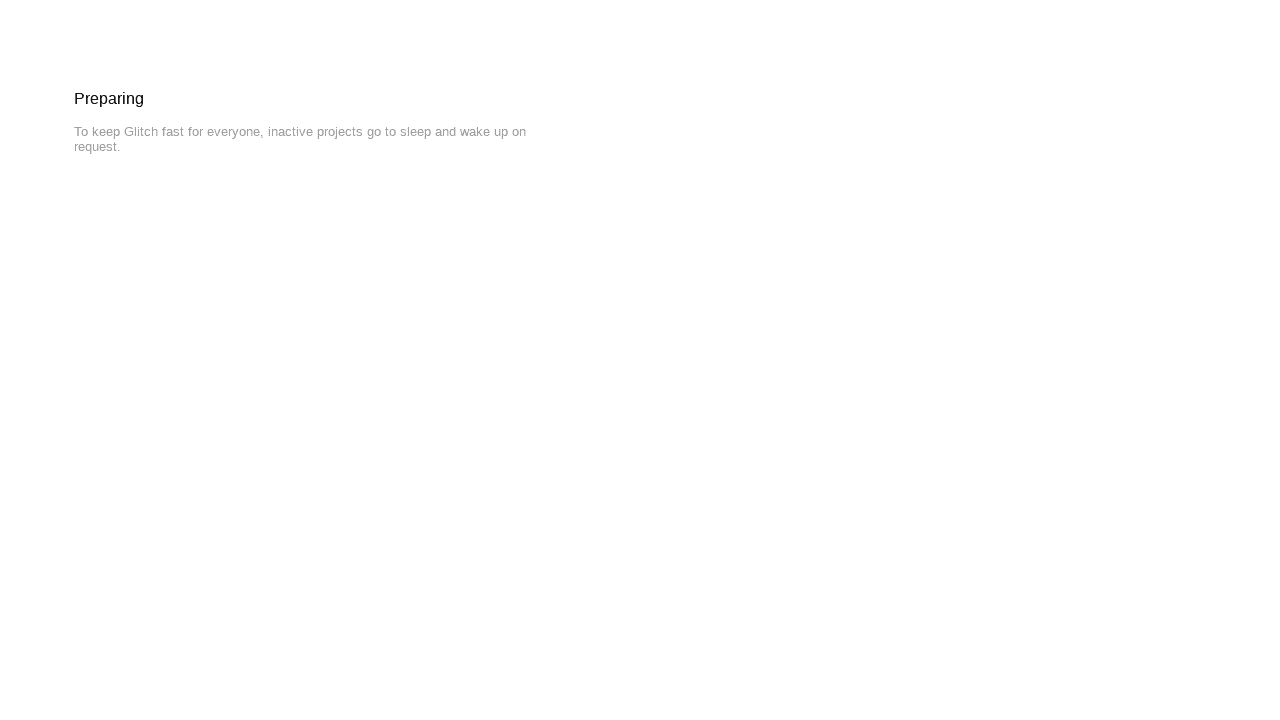 Preparing
To keep Glitch fast for everyone, inactive projects go to sleep and wake up on
request.